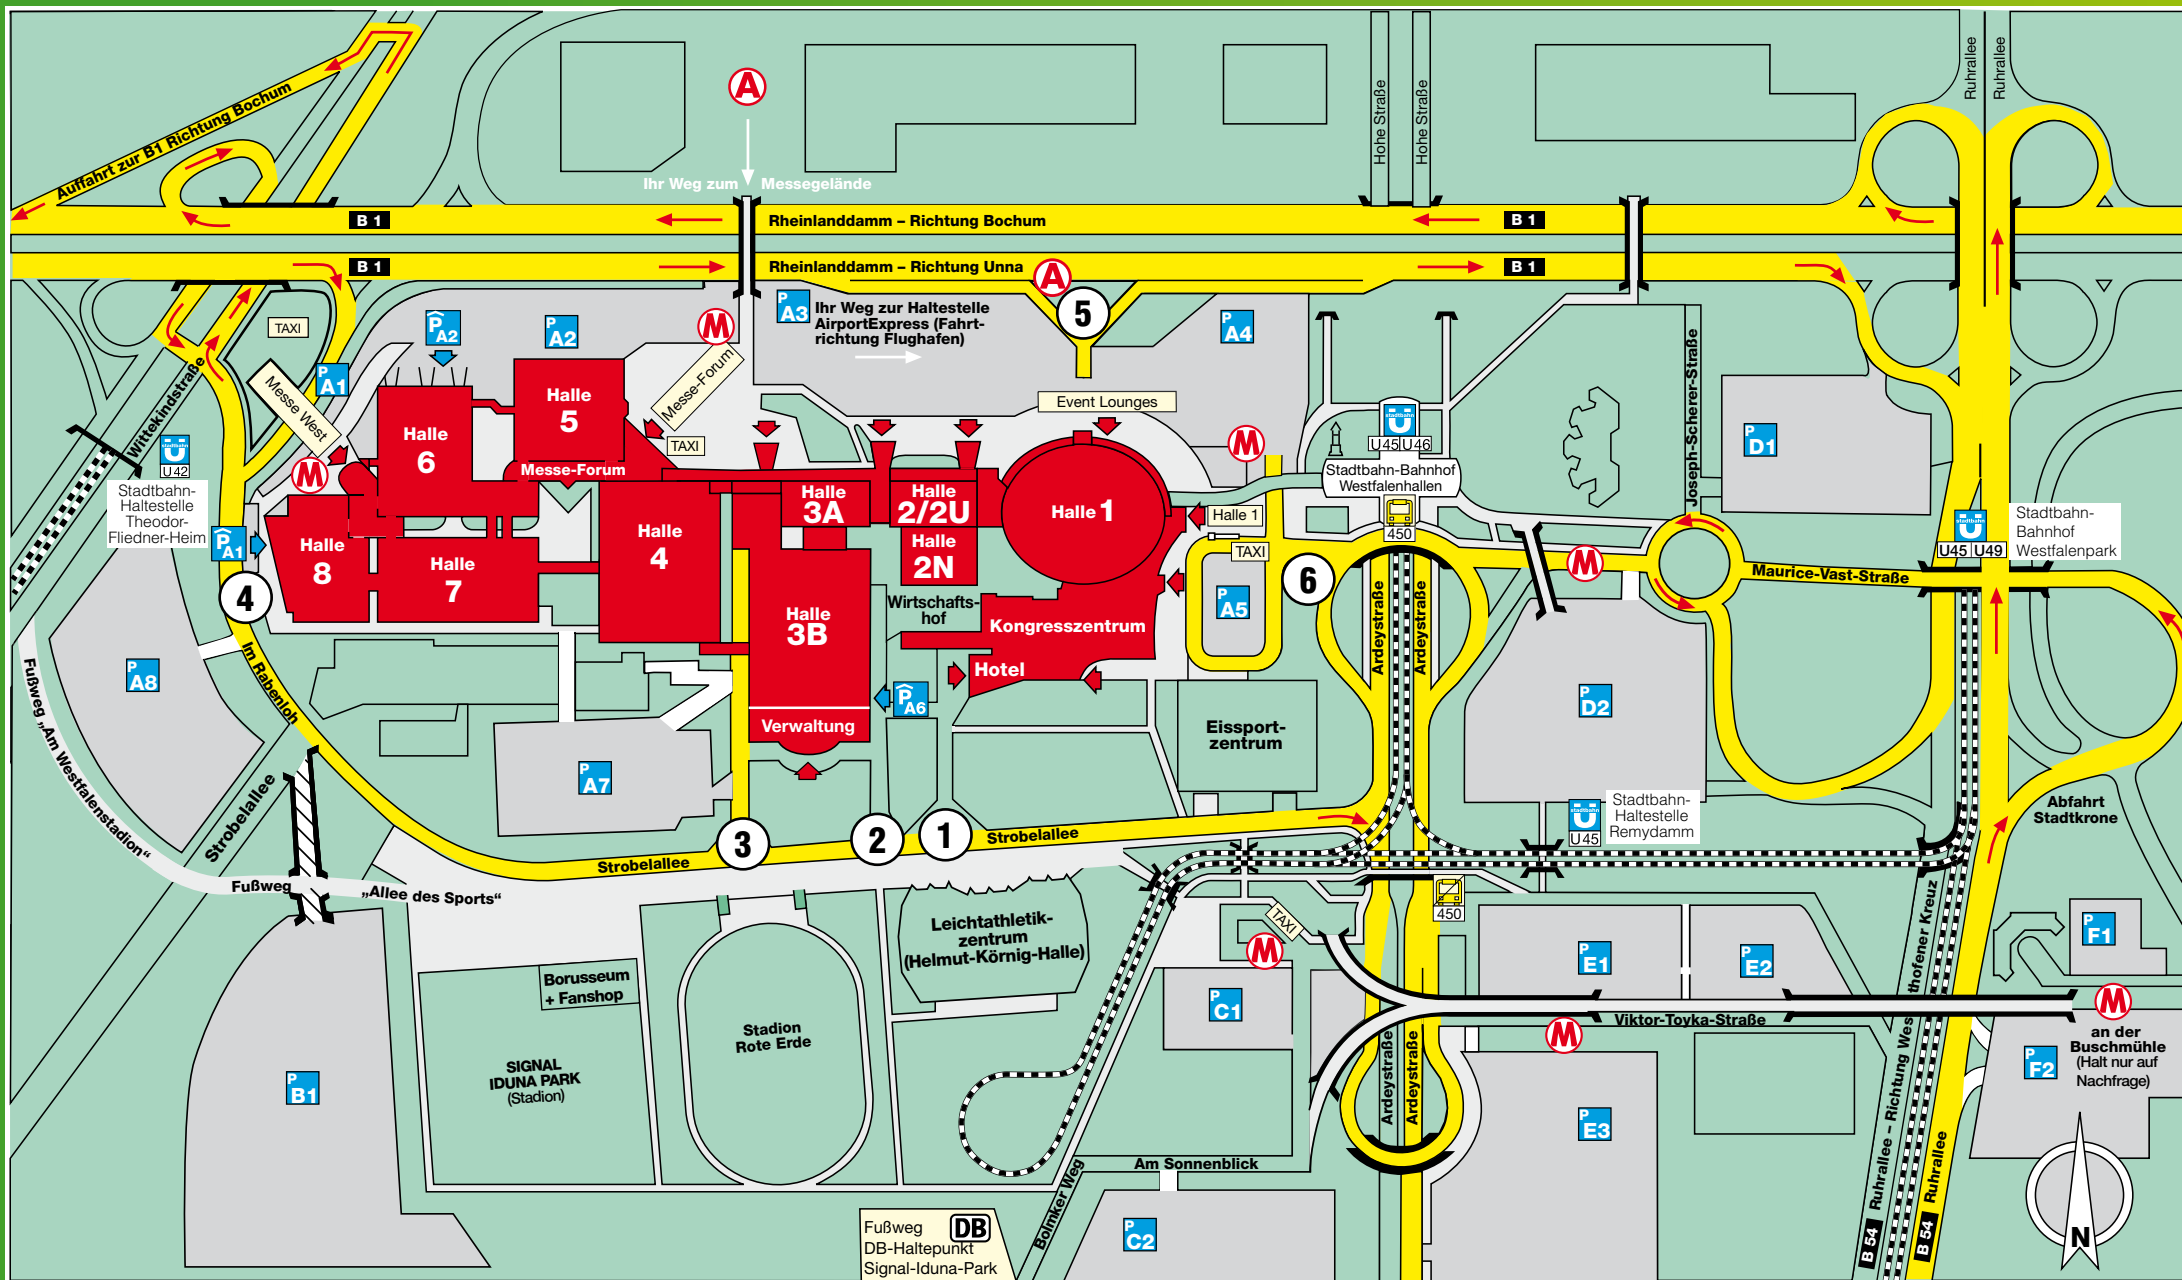 Auffahrt zur B1 Richtung Bochum
A
Ihr Weg zum Messegelände
Hohe Straße
Hohe Straße
Ruhrallee
Ruhrallee
B 1
Rheinlanddamm – Richtung Bochum
B 1
B 1
Rheinlanddamm – Richtung Unna
B 1
A
5
TAXI
P
A1
P
A2
P
A2
M
Messe-Forum
TAXI
P
A3
Ihr Weg zur Haltestelle
AirportExpress (Fahrt-
richtung Flughafen)
P
A4
Event Lounges
Joseph-Scherer-Straße
P
D1
Wittekindstraße
Messe West
M
U
stadtbahn
U42
Stadtbahn-
Haltestelle
Theodor-
Fliedner-Heim
P
A1
4
Halle
5
Halle
6
Messe-Forum
Halle
8
Halle
7
Halle
4
Halle
3A
Halle
2/2U
Halle
2N
Halle 1
Halle
3B
Wirtschafts-
hof
Kongresszentrum
Hotel
Verwaltung
P
A6
M
Halle 1
TAXI
P
A5
6
stadtbahn
U
U45 U46
Stadtbahn-Bahnhof
Westfalenhallen
450
M
Maurice-Vast-Straße
stadtbahn
U
U45 U49
Stadtbahn-
Bahnhof
Westfalenpark
Ardeystraße
Ardeystraße
P
D2
Eissport-
zentrum
P
A8
Im Rabenloh
P
A7
Fußweg „Am Westfalenstadion“
Strobelallee
Fußweg
„Allee des Sports“
Strobelallee
3
2
1
Strobelallee
stadtbahn
U
U45
Stadtbahn-
Haltestelle
Remydamm
Abfahrt
Stadtkrone
450
TAXI
M
Leichtathletik-
zentrum
(Helmut-Körnig-Halle)
Borusseum
+ Fanshop
SIGNAL
IDUNA PARK
(Stadion)
Stadion
Rote Erde
P
B1
P
C1
P
E1
P
E2
P
F1
Viktor-Toyka-Straße
M
M
an der
Buschmühle
(Halt nur auf
Nachfrage)
P
F2
P
E3
Ardeystraße
Ardeystraße
Am Sonnenblick
Bolmker Weg
P
C2
Fußweg DB
DB-Haltepunkt
Signal-Iduna-Park
B 54 Ruhrallee – Richtung Westhofener Kreuz
B 54 Ruhrallee
N